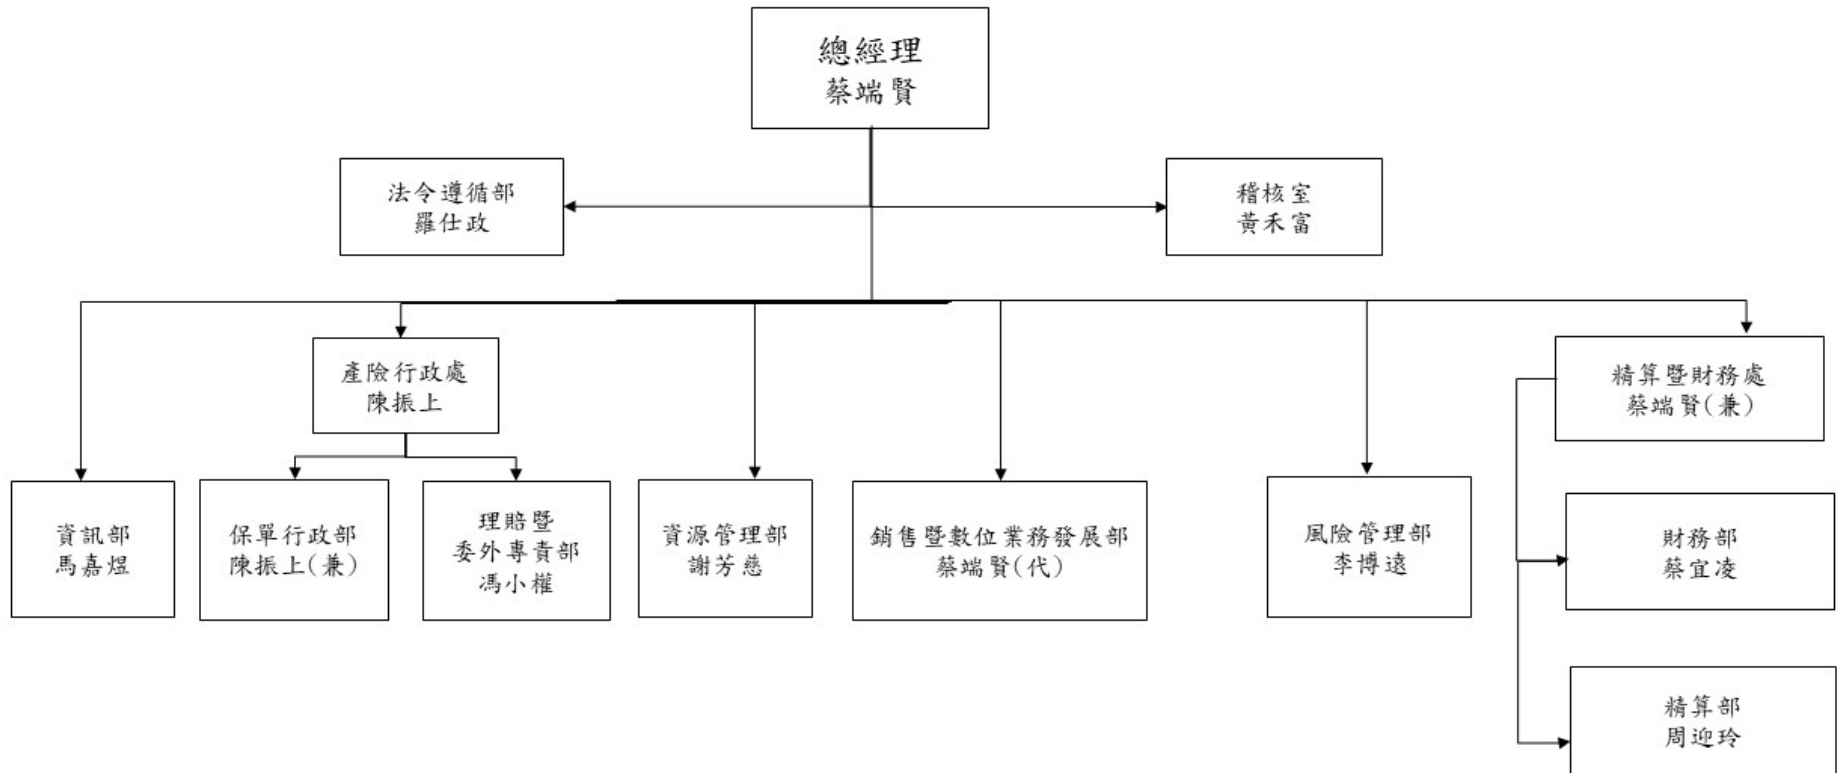 總經理
蔡端賢
法令遵循部
羅仕政
稽核室
黃禾富
產險行政處
陳振上
精算暨財務處
蔡端賢(兼)
資訊部
馬嘉煜
保單行政部
陳振上(兼)
理賠暨
委外專責部
馮小權
資源管理部
謝芳慈
銷售暨數位業務發展部
蔡端賢(代)
風險管理部
李博遠
財務部
蔡宜凌
精算部
周迎玲